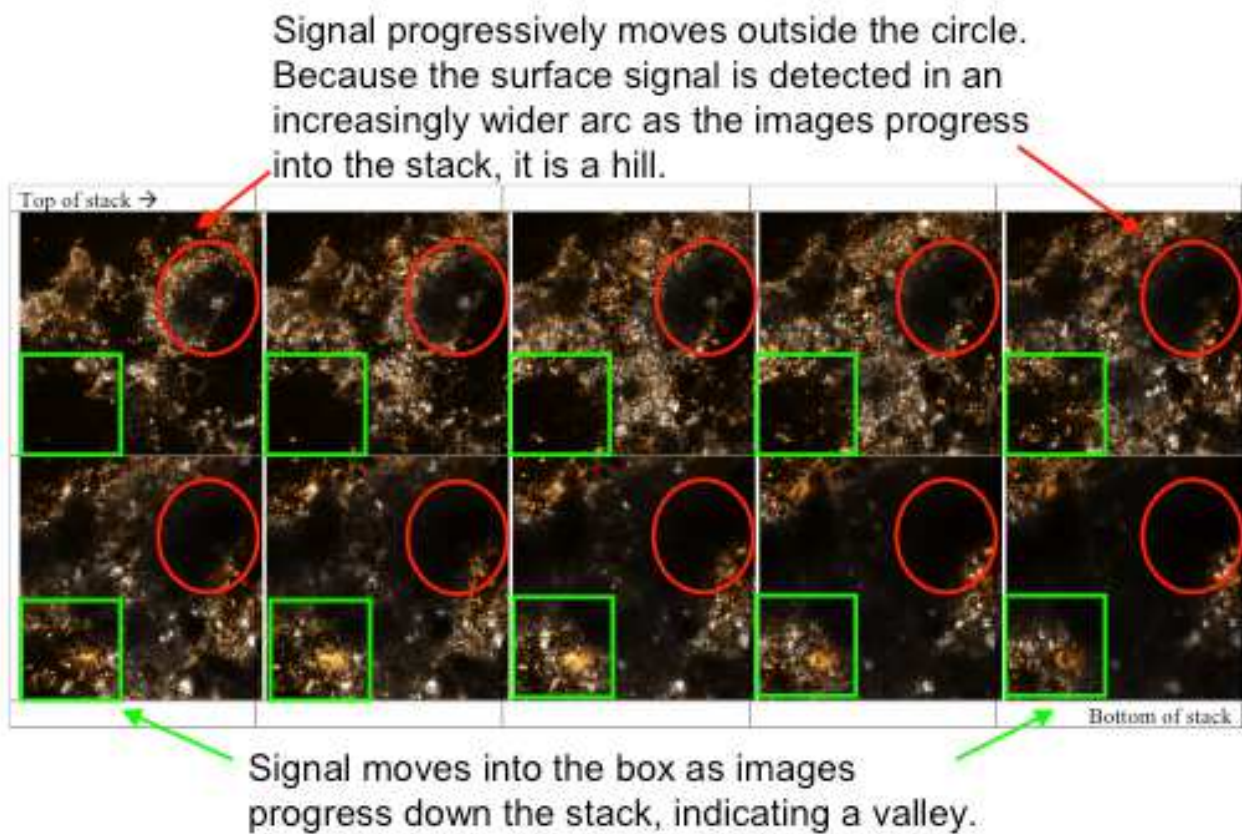 Signal progressively moves outside the circle.
Because the surface signal is detected in an
increasingly wider arc as the images progress
into the stack, it is a hill.
Top of stack →
Bottom of stack
Signal moves into the box as images
progress down the stack, indicating a valley.